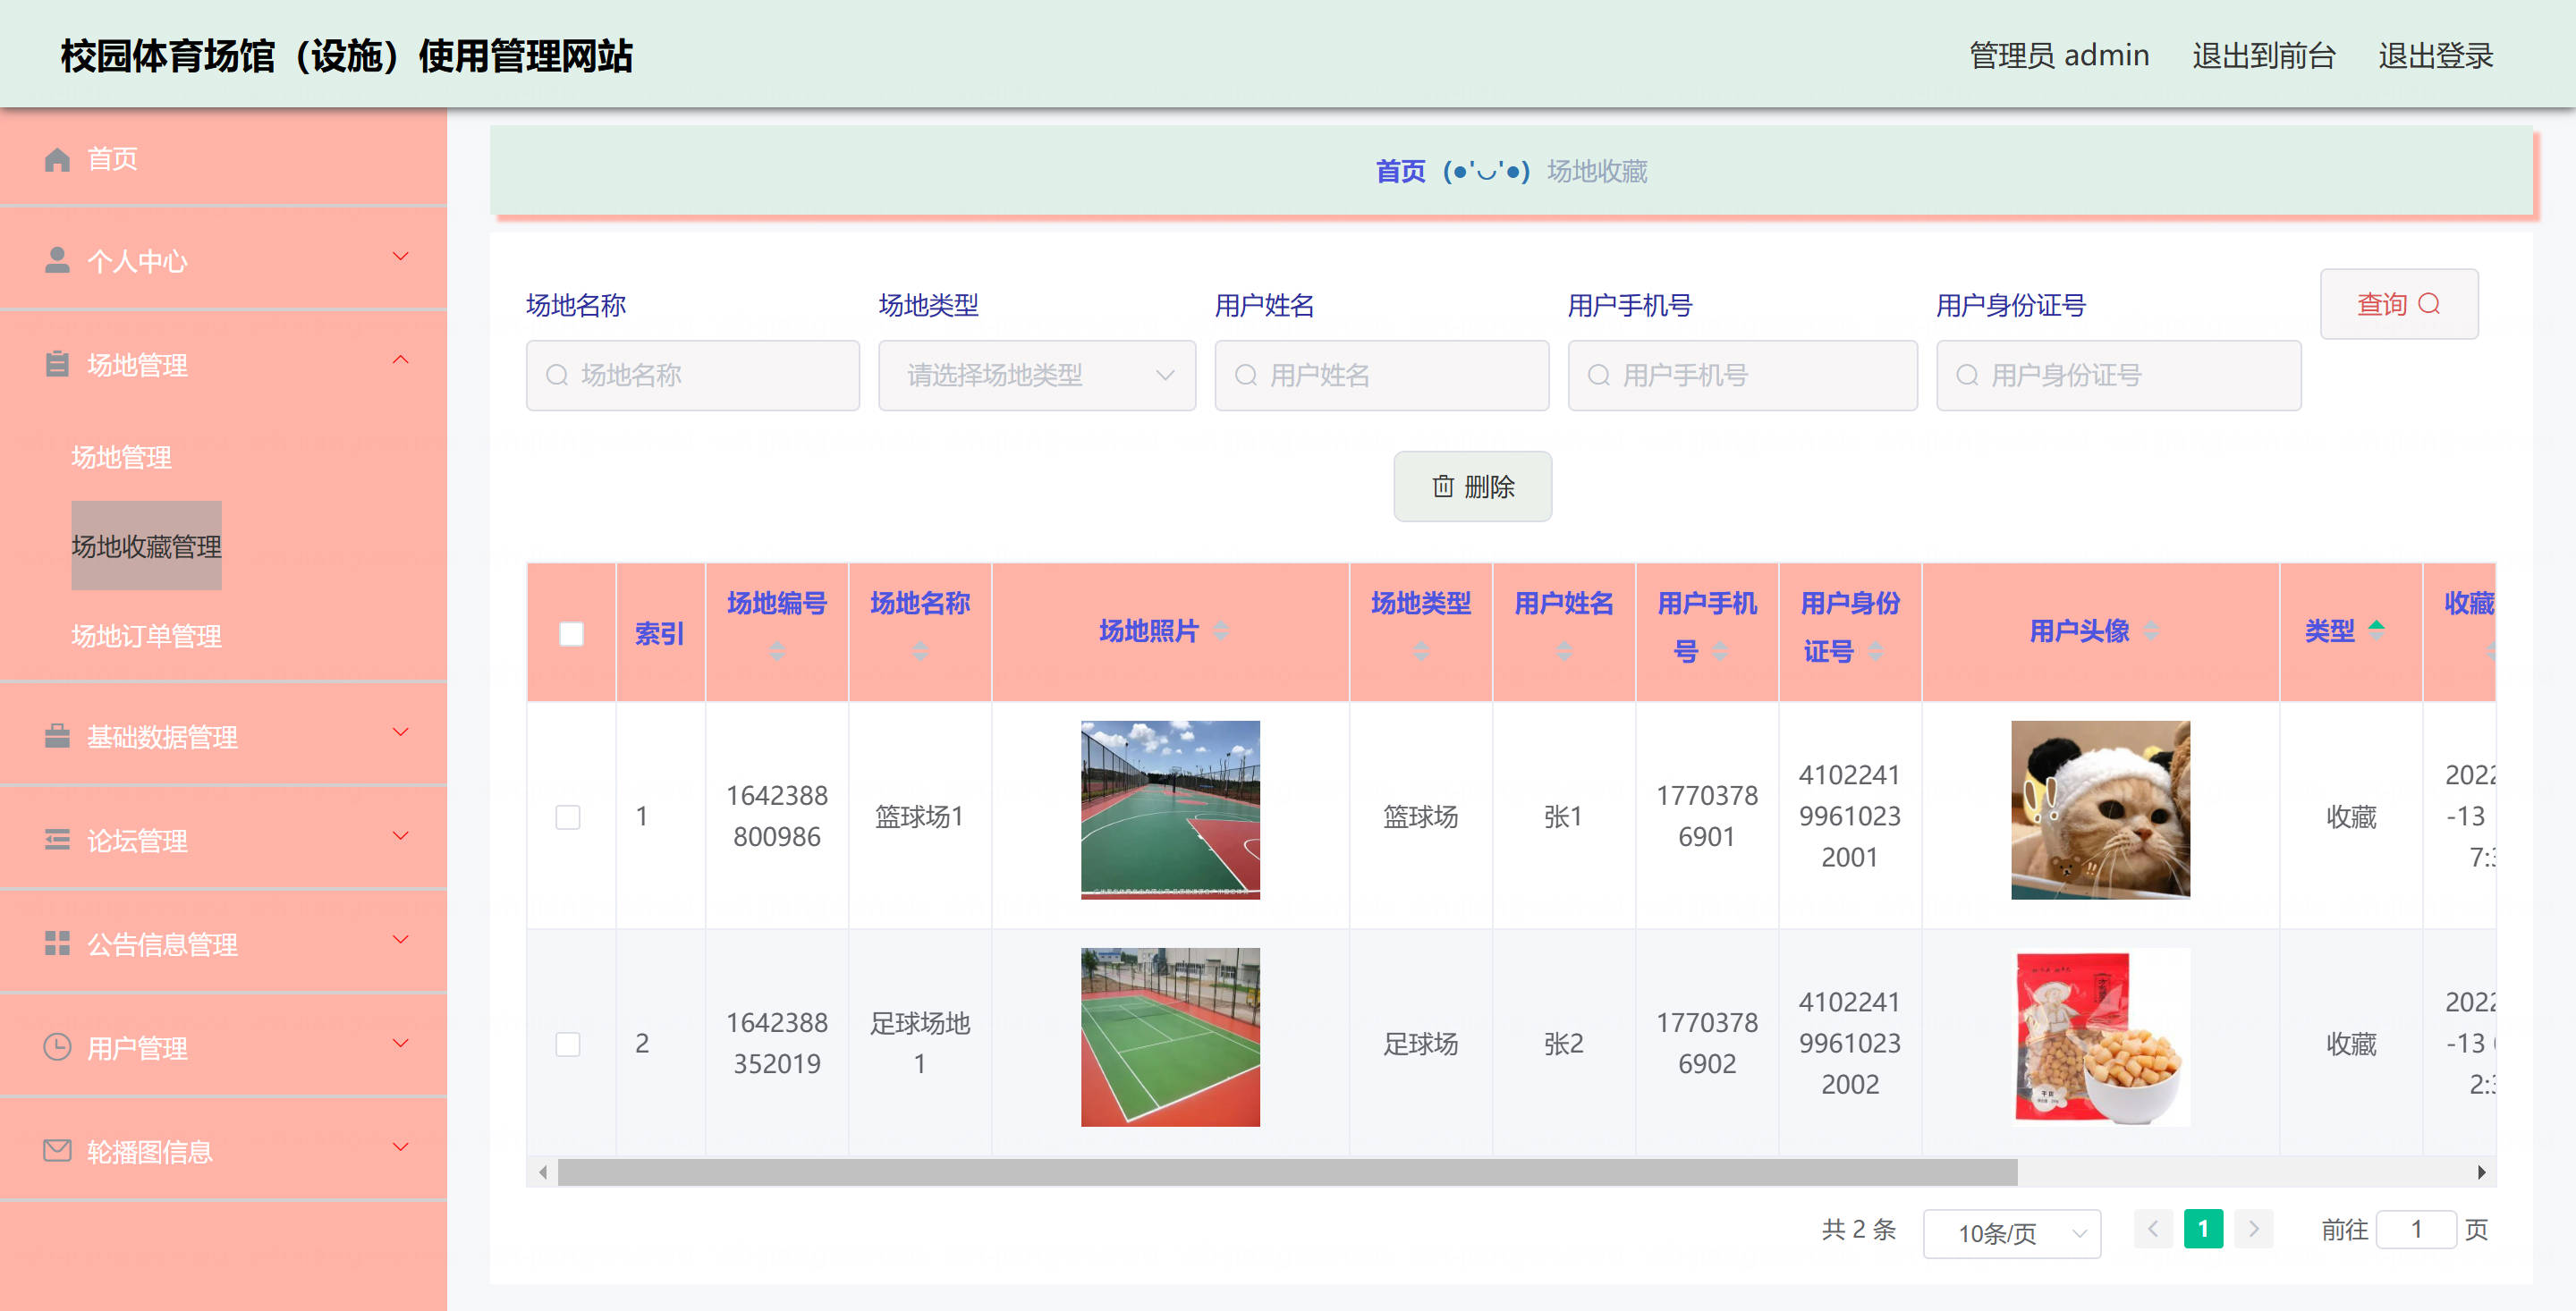 校园体育场馆（设施）使用管理网站
管理员 admin 退出到前台 退出登录
首页
个人中心
场地管理
场地管理
场地收藏管理
场地订单管理
基础数据管理
论坛管理
公告信息管理
用户管理
轮播图信息
首页 (●'◡'●) 场地收藏
场地名称 场地类型 用户姓名 用户手机号 用户身份证号 查询
场地名称 请选择场地类型 用户姓名 用户手机号 用户身份证号
删除
索引 场地编号 场地名称 场地照片 场地类型 用户姓名 用户手机号 用户身份证号 用户头像 类型 收藏
1 1642388800986 篮球场1 篮球场 张1 17703786901 410224199610232001 收藏 2022-13 7:
2 1642388352019 足球场地1 足球场 张2 17703786902 410224199610232002 收藏 2022-13 2:
共 2 条 10条/页 1 前往 1 页